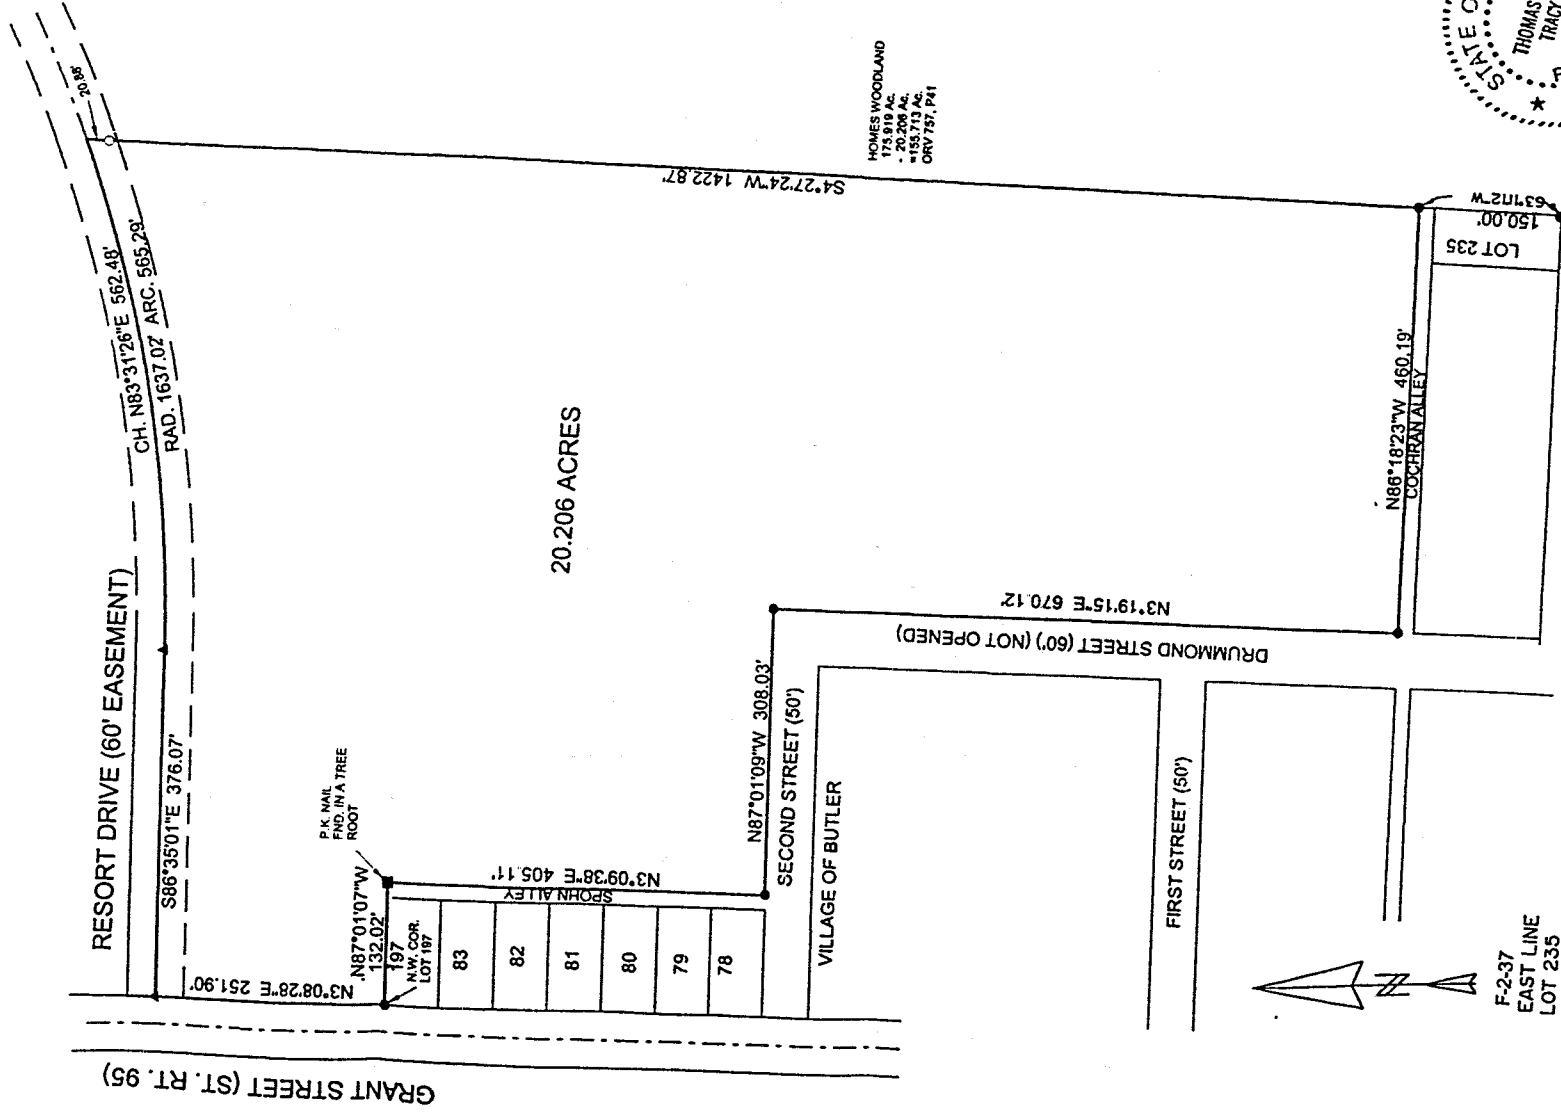 RESORT DRIVE (60' EASEMENT)
S86°35'01"E 376.07'
CH. N83°31'26"E 562.48'
RAD. 1637.02' ARC. 565.29'
20.88'
STATE O
THOMAS
TRACY
HOMES WOODLAND
175.919 Ac.
- 20.206 Ac.
=155.713 Ac.
ORV 757, P41
S4°27'24"W 1422.87'
20.206 ACRES
P.K. NAIL
FND. IN A TREE
ROOT
N87°01'07"W
132.02'
197
N.W. COR.
LOT 197
N3°08'28"E 251.90'
N3°09'38"E 405.11'
SPOHN ALLEY
83
82
81
80
79
78
N87°01'09"W 308.03'
SECOND STREET (50')
VILLAGE OF BUTLER
N3°19'15"E 670.12'
DRUMMOND STREET (60') (NOT OPENED)
FIRST STREET (50')
N86°18'23"W 460.19'
COCHRAN ALLEY
LOT 235
150.00'
GRANT STREET (ST. RT. 95)
F-2-37
EAST LINE
LOT 235